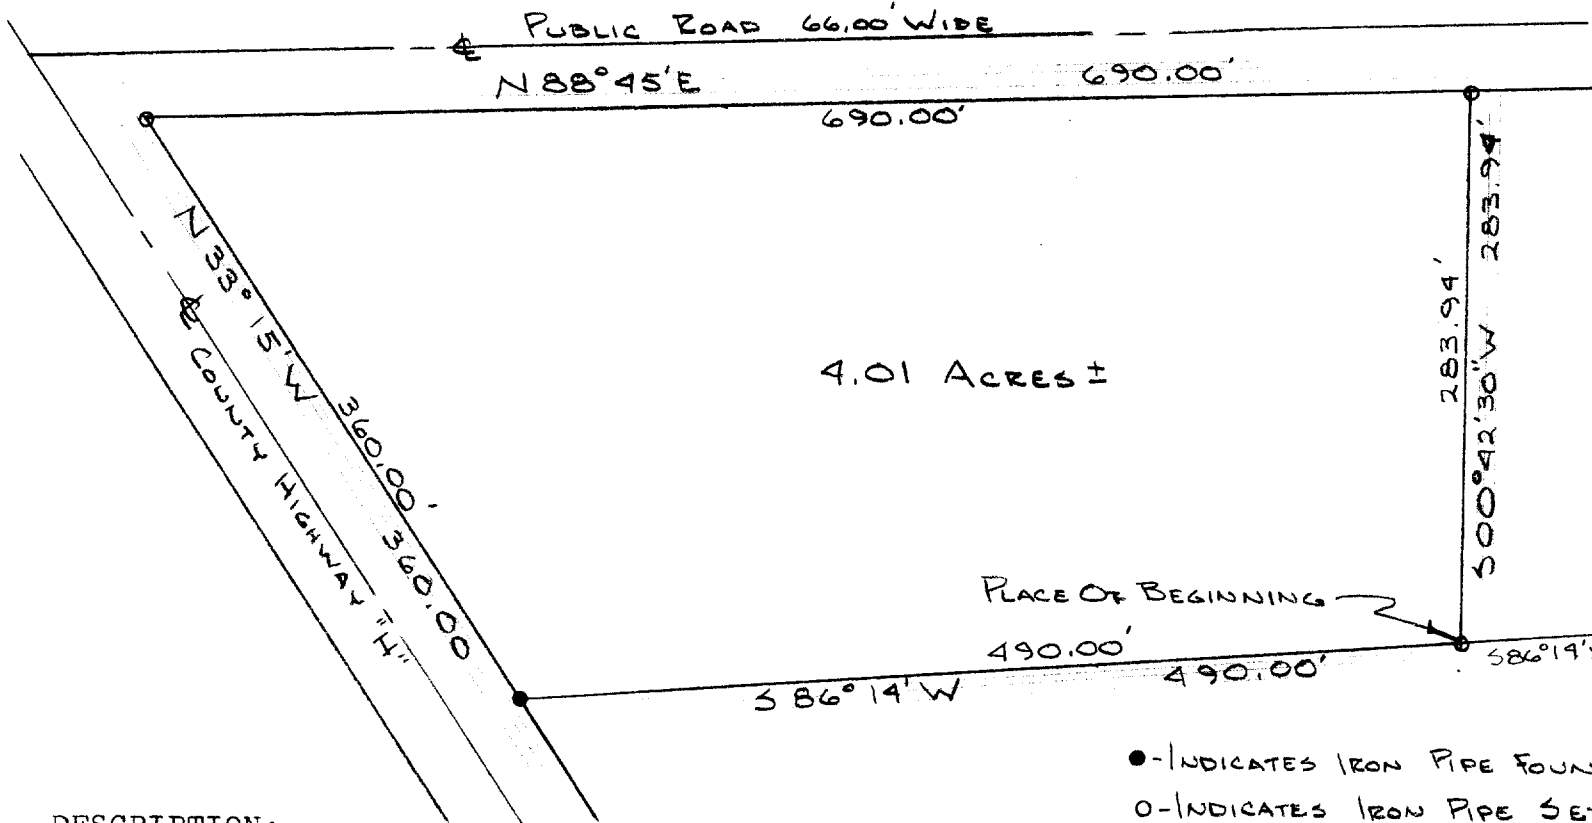 PUBLIC ROAD 66.00' WIDE
N 88° 45' E
690.00'
690.00'
N 33° 15' W
360.00'
360.00
℄ COUNTY HIGHWAY "H"
4.01 ACRES ±
283.94'
283.94'
S 00° 42' 30" W
PLACE OF BEGINNING
490.00'
490.00'
S 86° 14' W
S 86° 14'
●-INDICATES IRON PIPE FOUN
O-INDICATES IRON PIPE SE
DESCRIPTION: